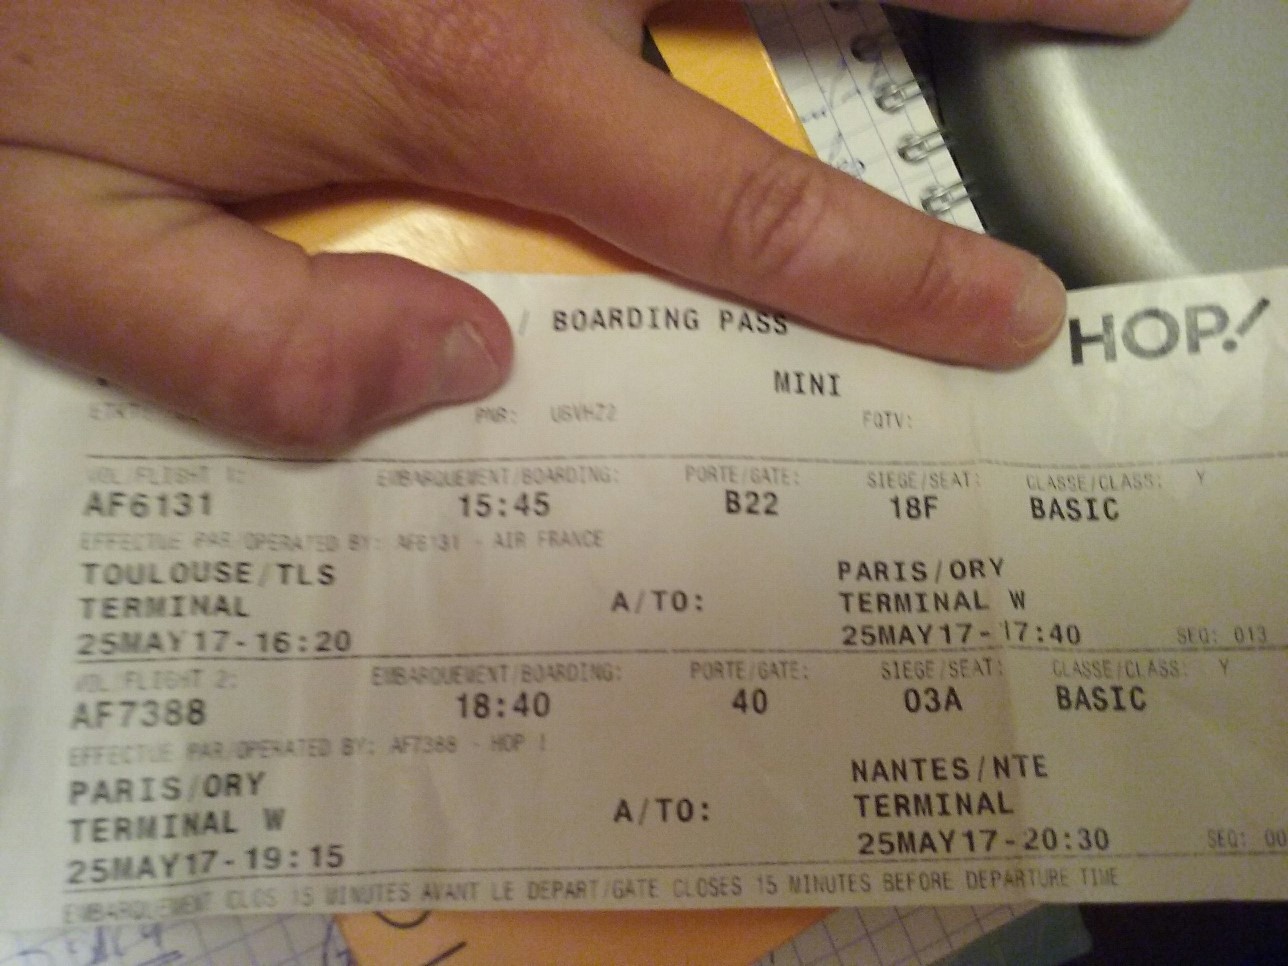 / BOARDING PASS
HOP!
MINI
PNR: FQTV:
VOL/FLIGHT 1: EMBARQUEMENT/BOARDING: PORTE/GATE: SIEGE/SEAT: CLASSE/CLASS: Y
AF6131 15:45 B22 18F BASIC
EFFECTUE PAR/OPERATED BY: AF6131 - AIR FRANCE
TOULOUSE/TLS A/TO: PARIS/ORY
TERMINAL TERMINAL W
25MAY17-16:20 25MAY17-17:40 SEQ: 013
VOL/FLIGHT 2: EMBARQUEMENT/BOARDING: PORTE/GATE: SIEGE/SEAT: CLASSE/CLASS: Y
AF7388 18:40 40 03A BASIC
EFFECTUE PAR/OPERATED BY: AF7388 - HOP !
PARIS/ORY A/TO: NANTES/NTE
TERMINAL W TERMINAL
25MAY17-19:15 25MAY17-20:30 SEQ: 00
EMBARQUEMENT CLOS 15 MINUTES AVANT LE DEPART/GATE CLOSES 15 MINUTES BEFORE DEPARTURE TIME